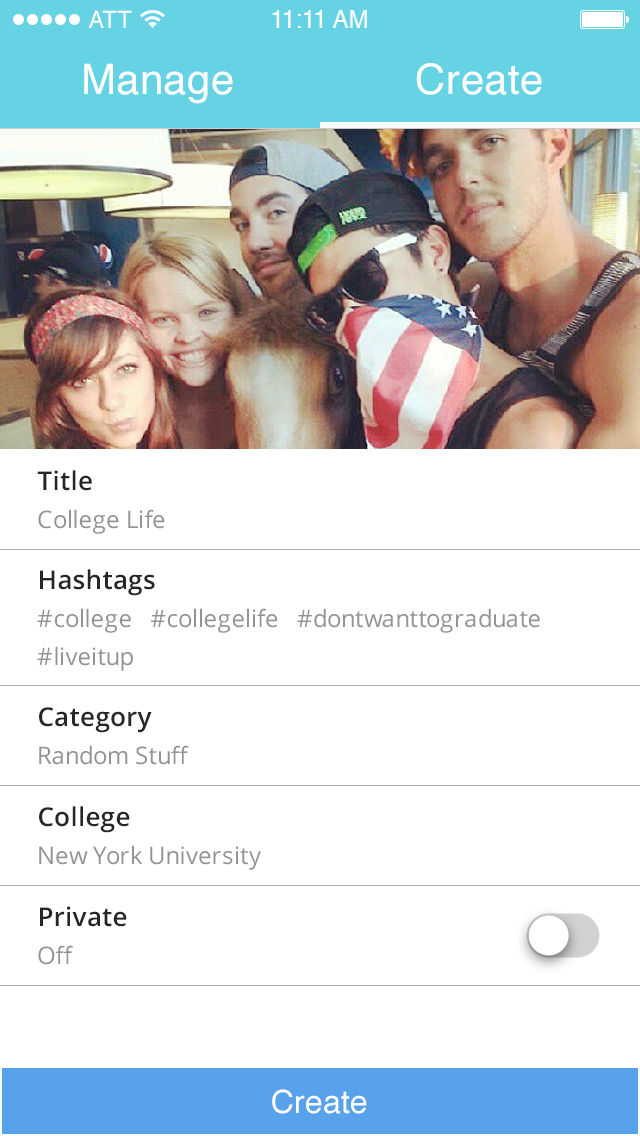 ATT 11:11 AM
Manage Create
Title
College Life
Hashtags
#college #collegelife #dontwanttograduate
#liveitup
Category
Random Stuff
College
New York University
Private
Off
Create